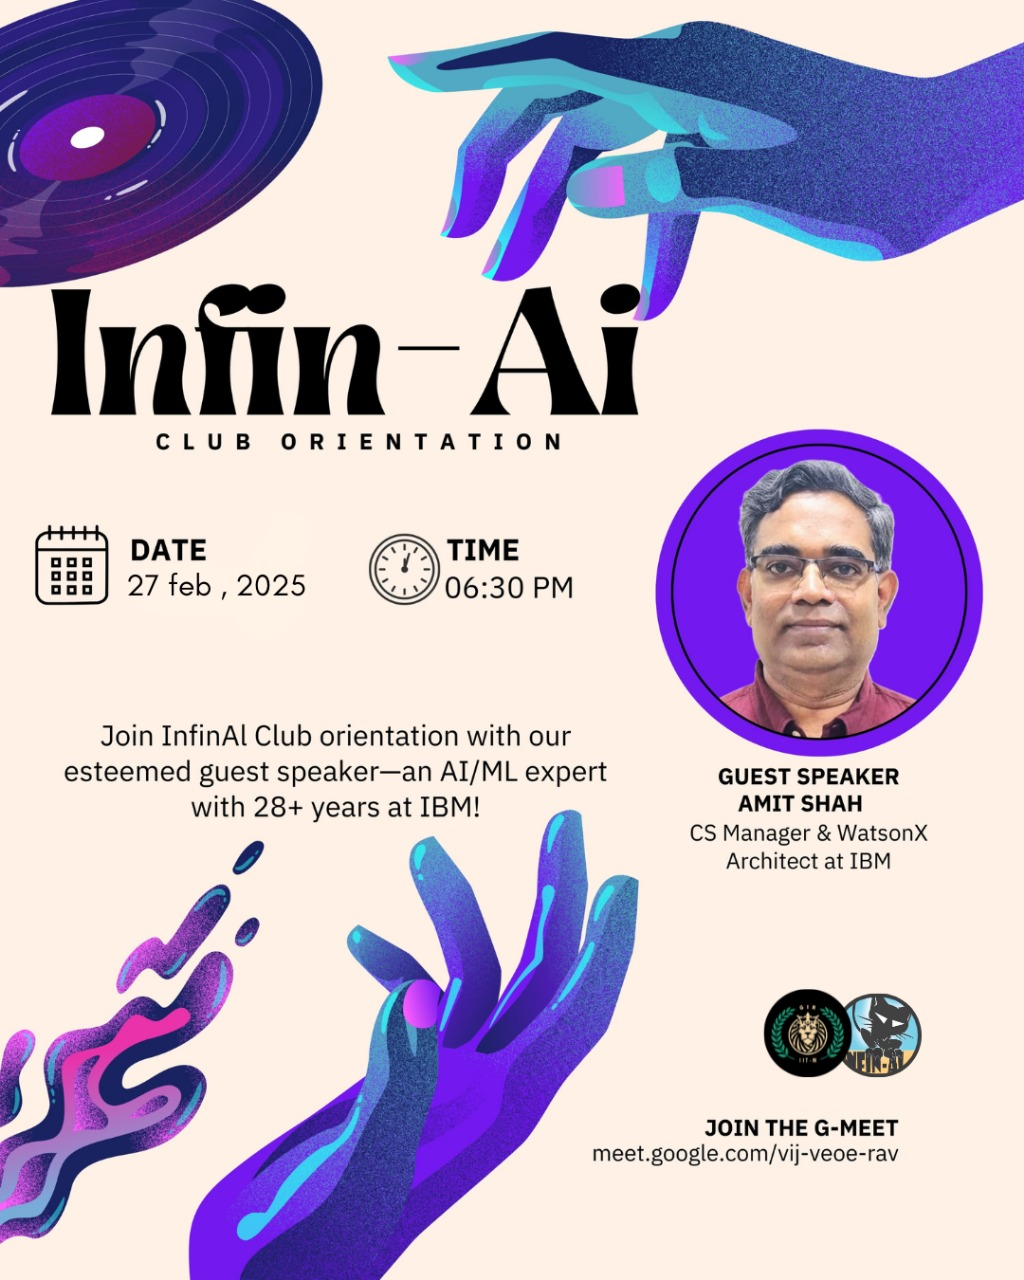 Infin-Ai
CLUB ORIENTATION
DATE
27 feb , 2025
TIME
06:30 PM
Join InfinAl Club orientation with our
esteemed guest speaker—an AI/ML expert
with 28+ years at IBM!
GUEST SPEAKER
AMIT SHAH
CS Manager & WatsonX
Architect at IBM
JOIN THE G-MEET
meet.google.com/vij-veoe-rav